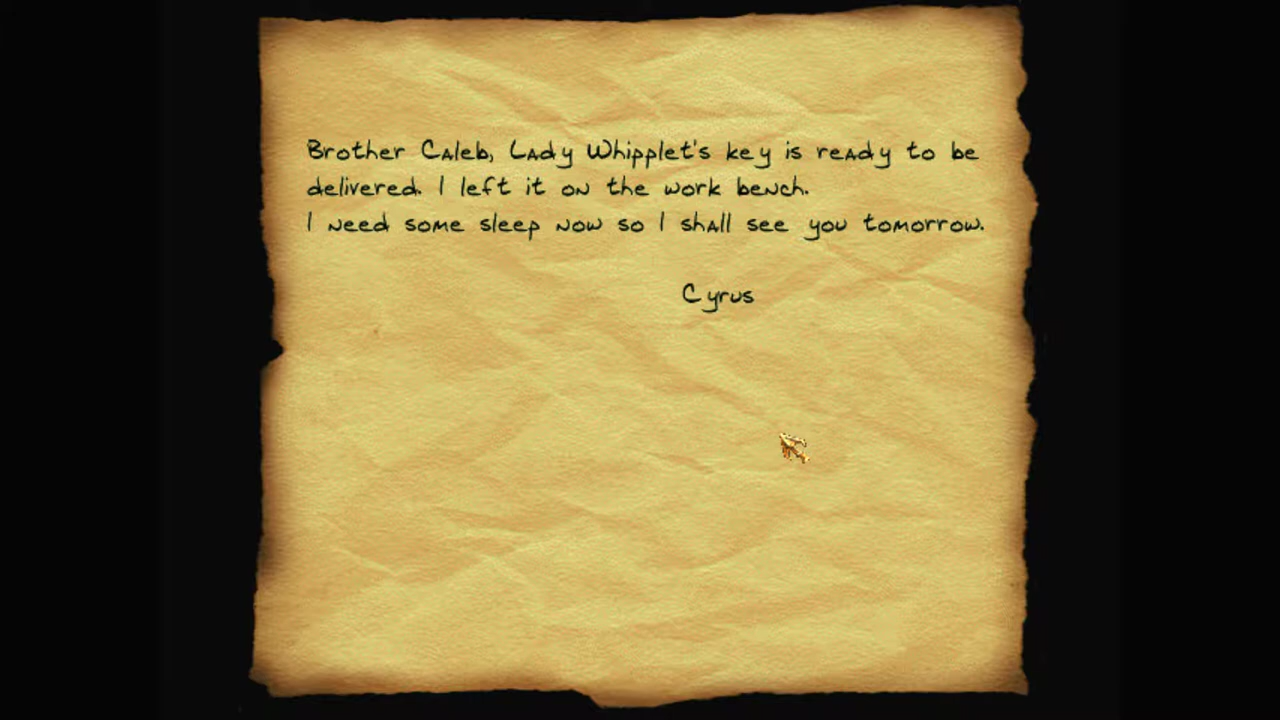 Brother Caleb, Lady Whipplet's key is ready to be
delivered. I left it on the work bench.
I need some sleep now so I shall see you tomorrow.
Cyrus